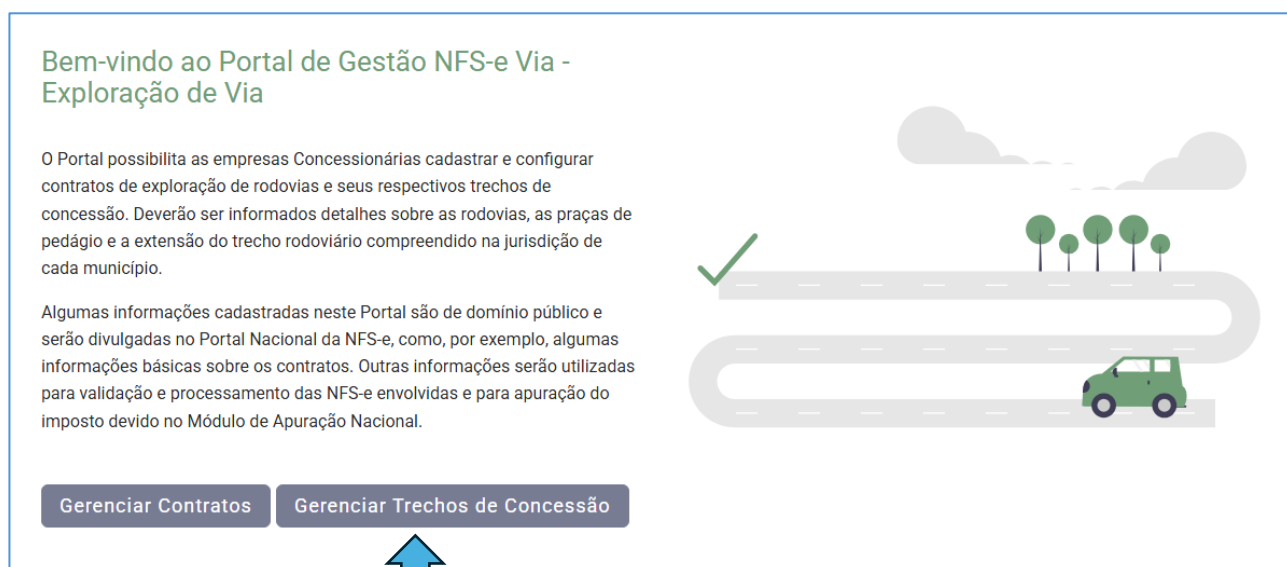 Bem-vindo ao Portal de Gestão NFS-e Via -
Exploração de Via
O Portal possibilita as empresas Concessionárias cadastrar e configurar
contratos de exploração de rodovias e seus respectivos trechos de
concessão. Deverão ser informados detalhes sobre as rodovias, as praças de
pedágio e a extensão do trecho rodoviário compreendido na jurisdição de
cada município.
Algumas informações cadastradas neste Portal são de domínio público e
serão divulgadas no Portal Nacional da NFS-e, como, por exemplo, algumas
informações básicas sobre os contratos. Outras informações serão utilizadas
para validação e processamento das NFS-e envolvidas e para apuração do
imposto devido no Módulo de Apuração Nacional.
Gerenciar Contratos Gerenciar Trechos de Concessão